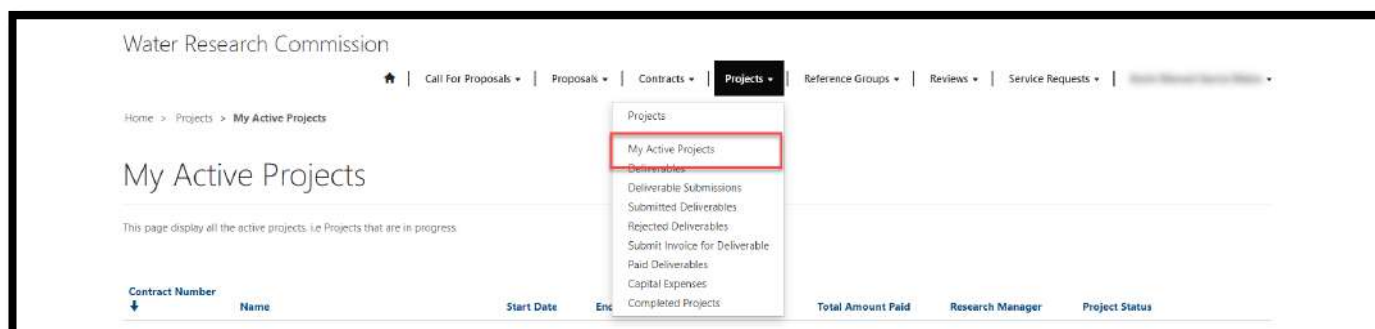 Water Research Commission
Call For Proposals | Proposals | Contracts | Projects | Reference Groups | Reviews | Service Requests |
Home > Projects > My Active Projects
Projects
My Active Projects
Deliverables
Deliverable Submissions
Submitted Deliverables
Rejected Deliverables
Submit Invoice for Deliverable
Paid Deliverables
Capital Expenses
Completed Projects
My Active Projects
This page display all the active projects. i.e Projects that are in progress.
Contract Number
Name Start Date Total Amount Paid Research Manager Project Status